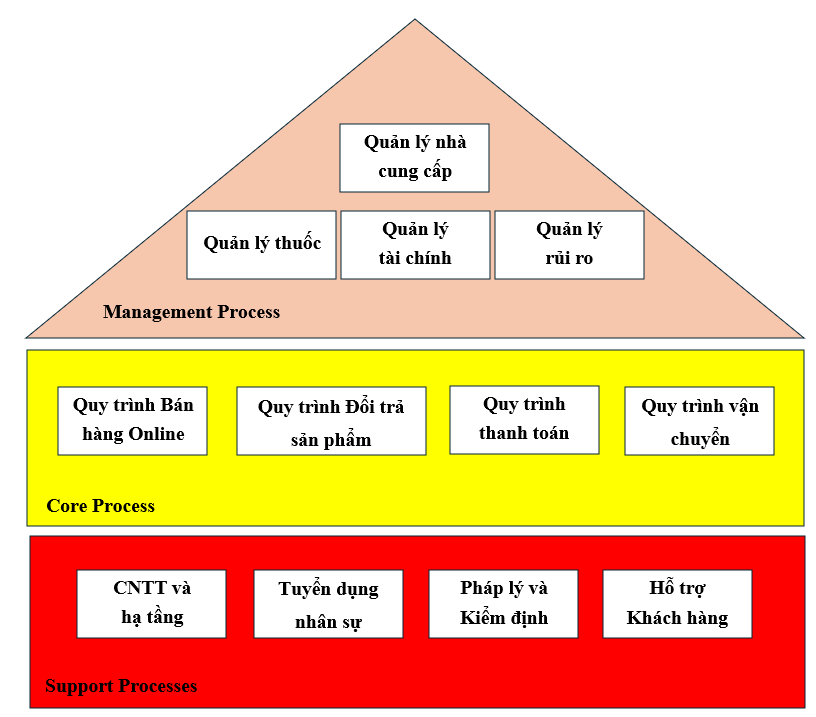 Quản lý nhà
cung cấp
Quản lý thuốc
Quản lý
tài chính
Quản lý
rủi ro
Management Process
Quy trình Bán
hàng Online
Quy trình Đổi trả
sản phẩm
Quy trình
thanh toán
Quy trình vận
chuyển
Core Process
CNTT và
hạ tầng
Tuyển dụng
nhân sự
Pháp lý và
Kiểm định
Hỗ trợ
Khách hàng
Support Processes